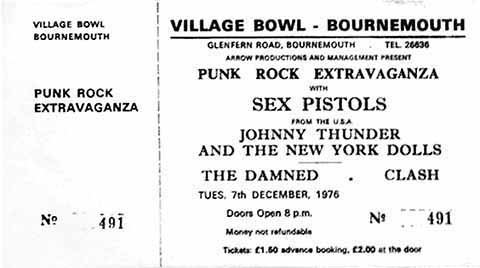 VILLAGE BOWL
BOURNEMOUTH
PUNK ROCK
EXTRAVAGANZA
No 491
VILLAGE BOWL - BOURNEMOUTH
GLENFERN ROAD, BOURNEMOUTH . TEL. 26636
ARROW PRODUCTIONS AND MANAGEMENT PRESENT
PUNK ROCK EXTRAVAGANZA
WITH
SEX PISTOLS
FROM THE U.S.A.
JOHNNY THUNDER
AND THE NEW YORK DOLLS
THE DAMNED . CLASH
TUES. 7th DECEMBER, 1976
Doors Open 8 p.m.
No 491
Money not refundable
Tickets: £1.50 advance booking, £2.00 at the door